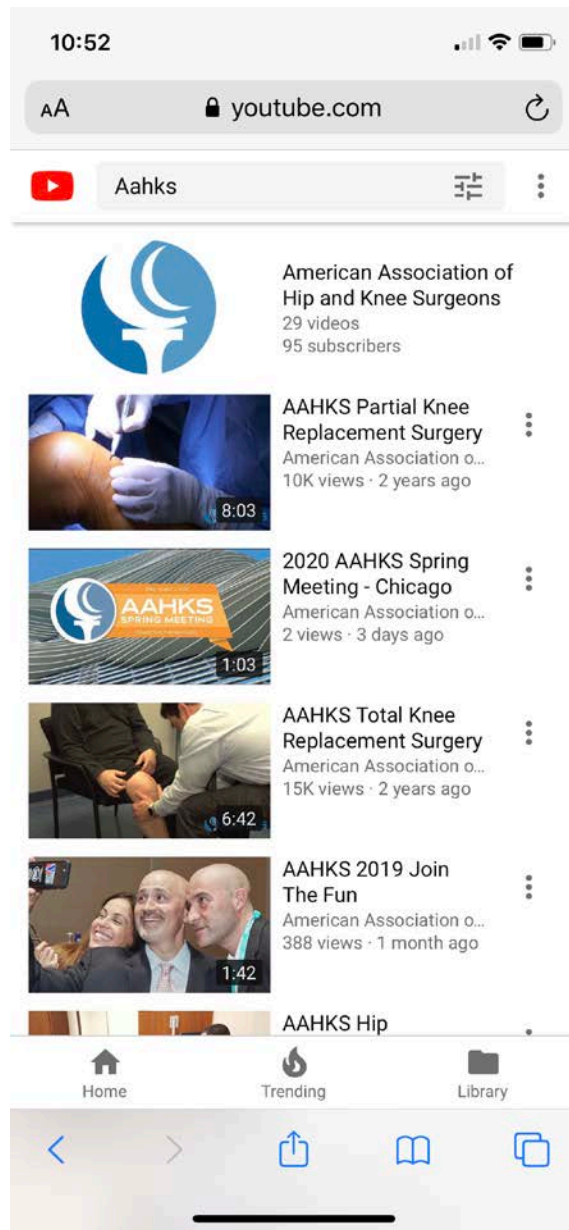 10:52
AA
youtube.com
Aahks
American Association of
Hip and Knee Surgeons
29 videos
95 subscribers
AAHKS Partial Knee
Replacement Surgery
American Association o...
10K views · 2 years ago
8:03
2020 AAHKS Spring
Meeting - Chicago
American Association o...
2 views · 3 days ago
AAHKS
SPRING MEETING
1:03
AAHKS Total Knee
Replacement Surgery
American Association o...
15K views · 2 years ago
6:42
AAHKS 2019 Join
The Fun
American Association o...
388 views · 1 month ago
1:42
AAHKS Hip
Home
Trending
Library